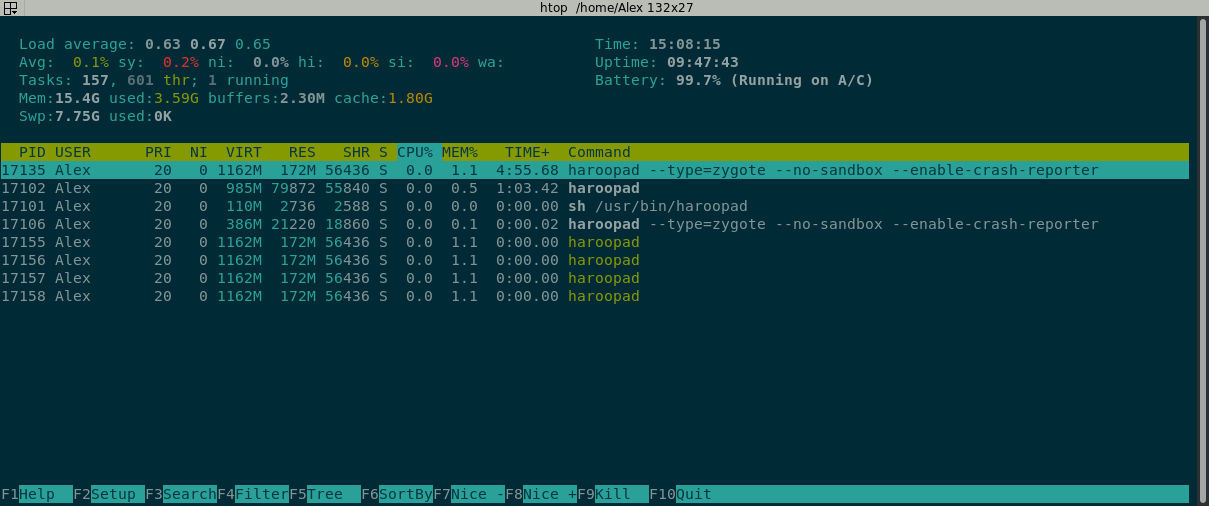 htop /home/Alex 132x27
Load average: 0.63 0.67 0.65 Time: 15:08:15
Avg: 0.1% sy: 0.2% ni: 0.0% hi: 0.0% si: 0.0% wa: Uptime: 09:47:43
Tasks: 157, 601 thr; 1 running Battery: 99.7% (Running on A/C)
Mem:15.4G used:3.59G buffers:2.30M cache:1.80G
Swp:7.75G used:0K
PID USER PRI NI VIRT RES SHR S CPU% MEM% TIME+ Command
17135 Alex 20 0 1162M 172M 56436 S 0.0 1.1 4:55.68 haroopad --type=zygote --no-sandbox --enable-crash-reporter
17102 Alex 20 0 985M 79872 55840 S 0.0 0.5 1:03.42 haroopad
17101 Alex 20 0 110M 2736 2588 S 0.0 0.0 0:00.00 sh /usr/bin/haroopad
17106 Alex 20 0 386M 21220 18860 S 0.0 0.1 0:00.02 haroopad --type=zygote --no-sandbox --enable-crash-reporter
17155 Alex 20 0 1162M 172M 56436 S 0.0 1.1 0:00.00 haroopad
17156 Alex 20 0 1162M 172M 56436 S 0.0 1.1 0:00.00 haroopad
17157 Alex 20 0 1162M 172M 56436 S 0.0 1.1 0:00.00 haroopad
17158 Alex 20 0 1162M 172M 56436 S 0.0 1.1 0:00.00 haroopad
F1Help F2Setup F3SearchF4FilterF5Tree F6SortByF7Nice -F8Nice +F9Kill F10Quit